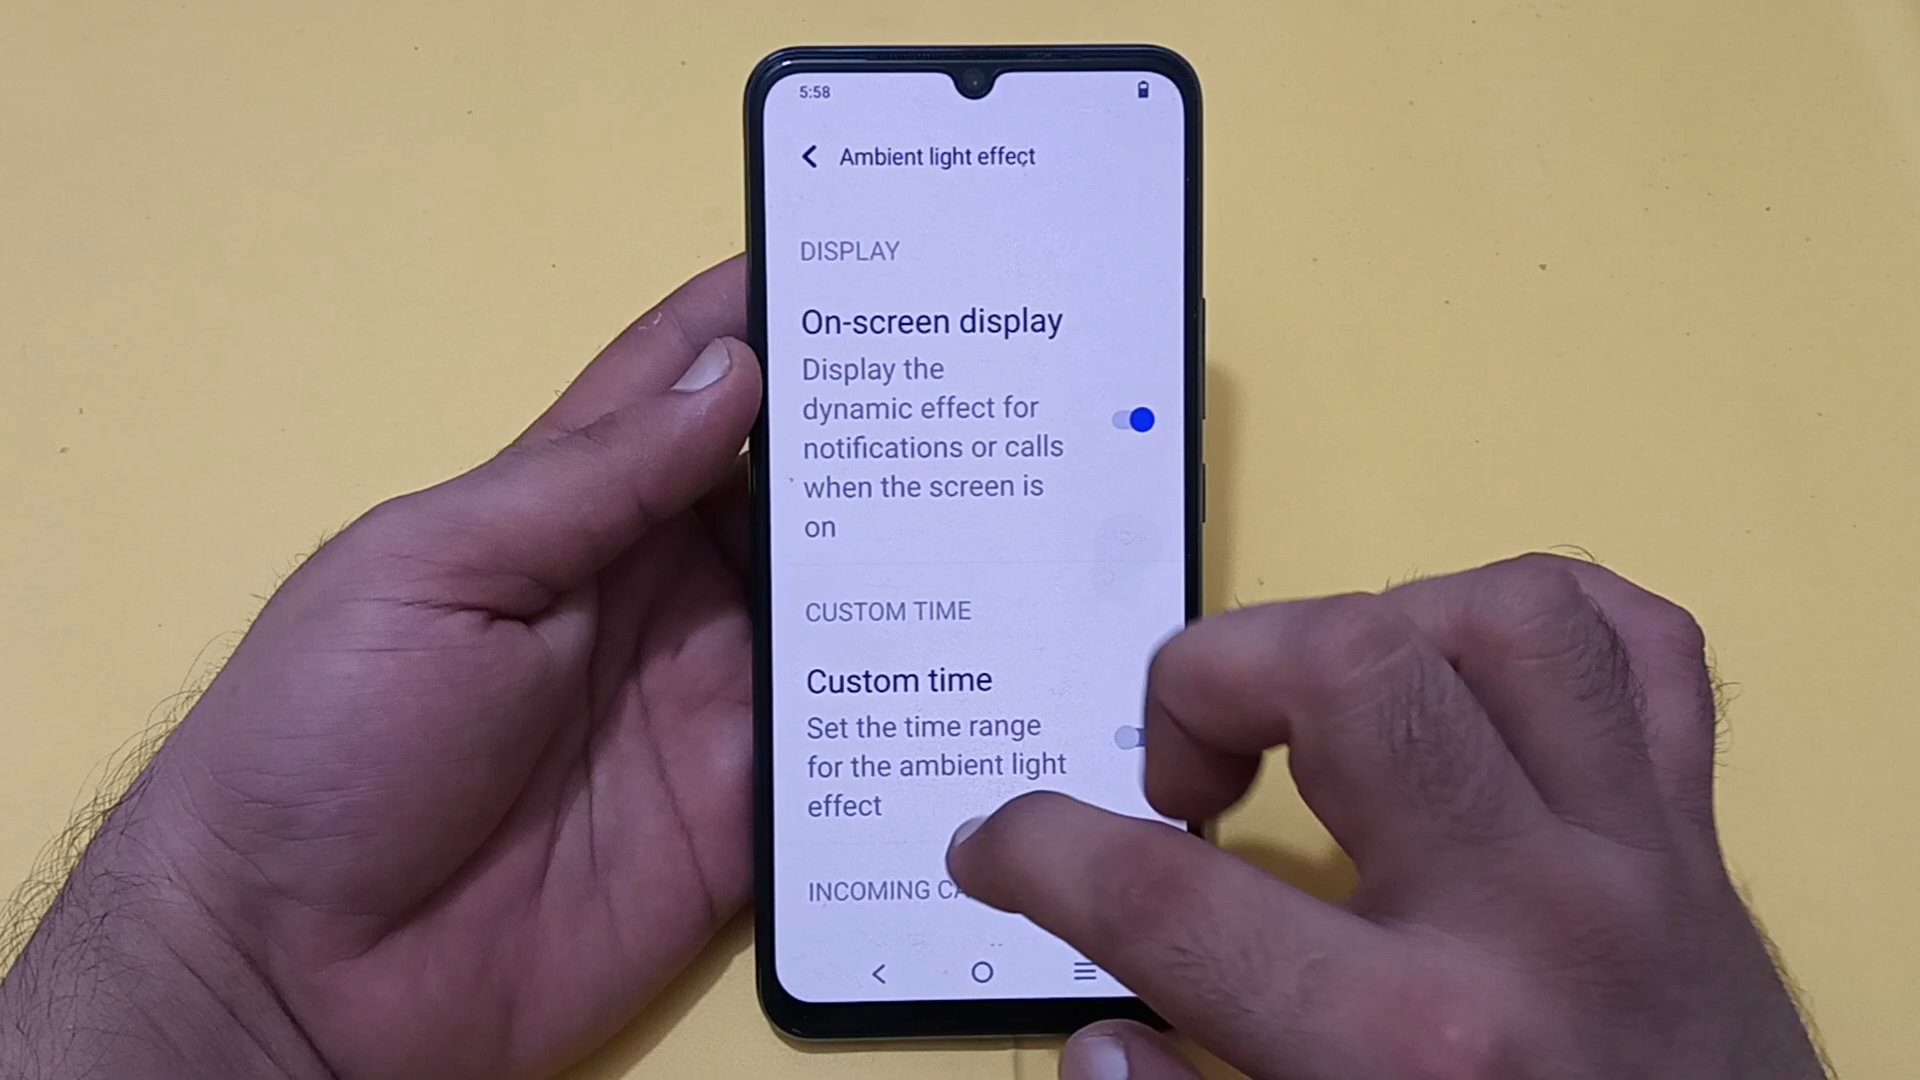 5:58
Ambient light effect
DISPLAY
On-screen display
Display the
dynamic effect for
notifications or calls
when the screen is
on
CUSTOM TIME
Custom time
Set the time range
for the ambient light
effect
INCOMING